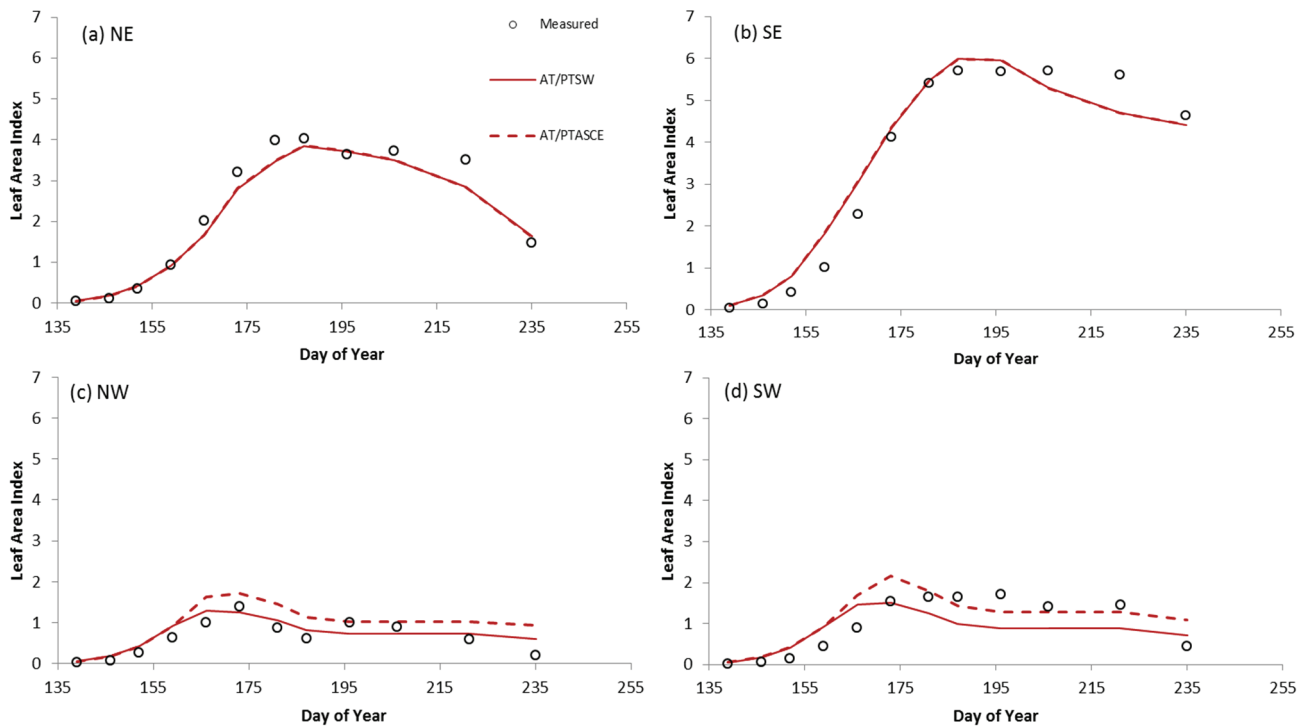 (a) NE
Measured
AT/PTSW
AT/PTASCE
Leaf Area Index
7
6
5
4
3
2
1
0
135 155 175 195 215 235 255
Day of Year
(b) SE
Leaf Area Index
7
6
5
4
3
2
1
0
135 155 175 195 215 235 255
Day of Year
(c) NW
Leaf Area Index
7
6
5
4
3
2
1
0
135 155 175 195 215 235 255
Day of Year
(d) SW
Leaf Area Index
7
6
5
4
3
2
1
0
135 155 175 195 215 235 255
Day of Year